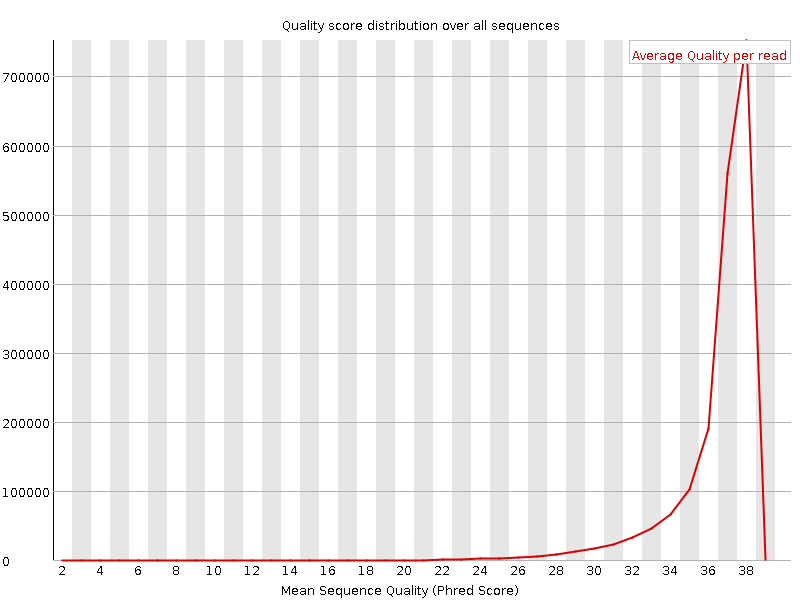 Quality score distribution over all sequences
Average Quality per read
700000
600000
500000
400000
300000
200000
100000
0
2 4 6 8 10 12 14 16 18 20 22 24 26 28 30 32 34 36 38
Mean Sequence Quality (Phred Score)